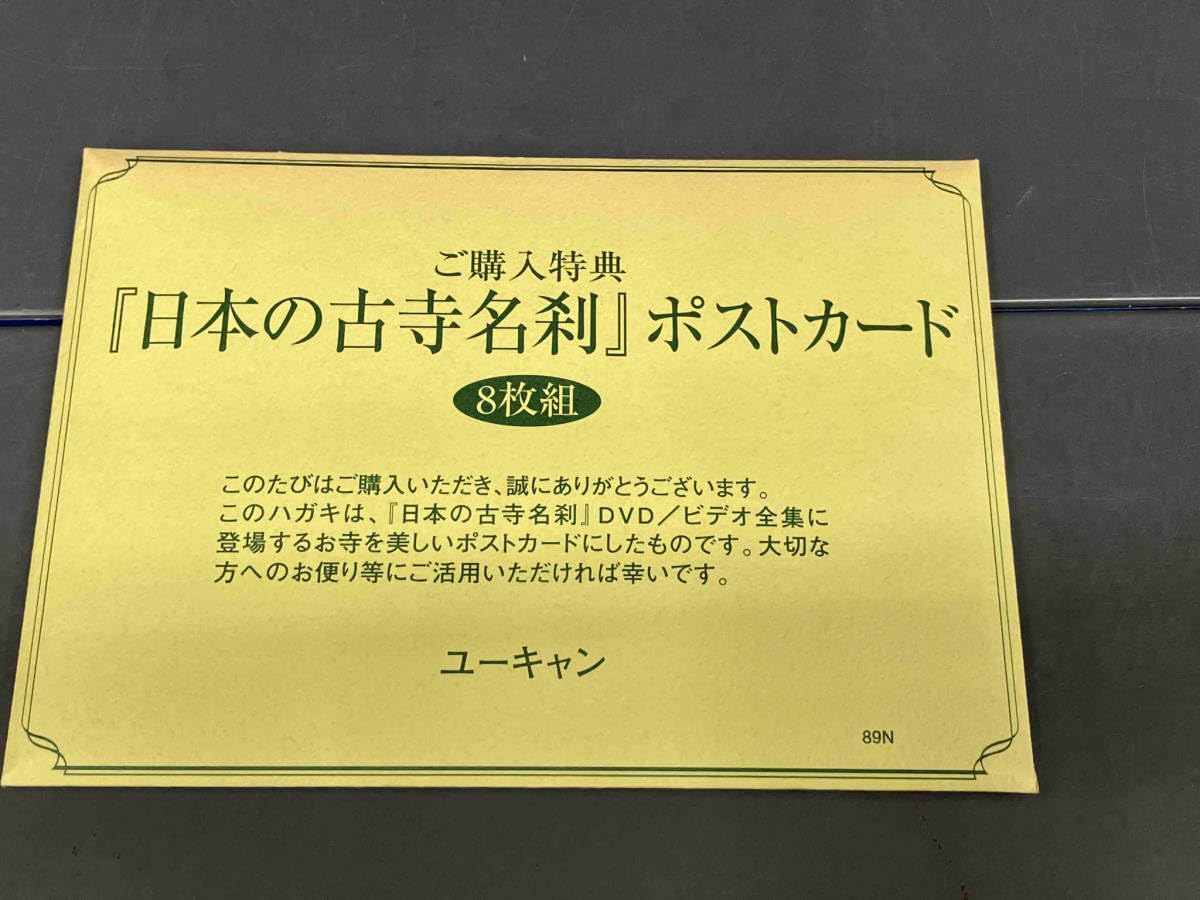 ご購入特典
『日本の古寺名刹』ポストカード
8枚組
このたびはご購入いただき、誠にありがとうございます。
このハガキは、『日本の古寺名刹』DVD／ビデオ全集に
登場するお寺を美しいポストカードにしたものです。大切な
方へのお便り等にご活用いただければ幸いです。
ユーキャン
89N